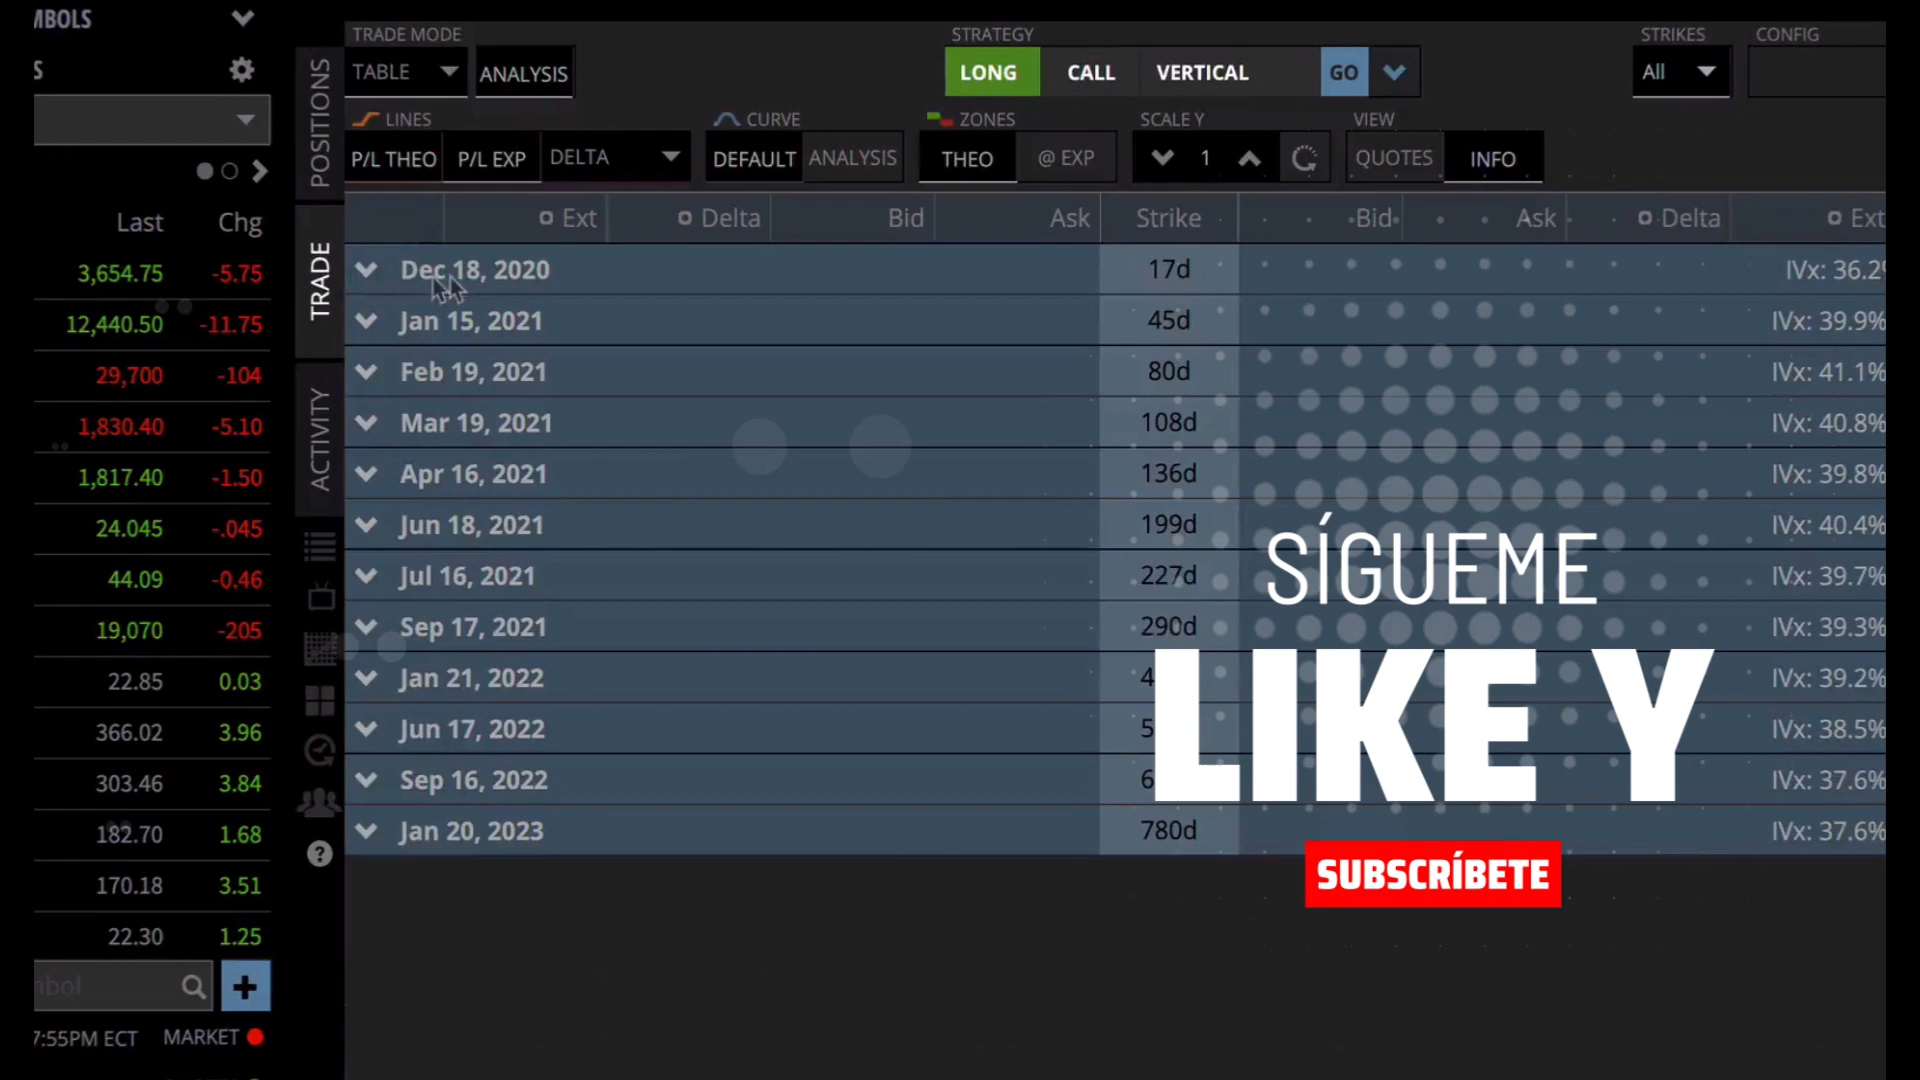 MBOLS
S
Last Chg
3,654.75 -5.75
12,440.50 -11.75
29,700 -104
1,830.40 -5.10
1,817.40 -1.50
24.045 -.045
44.09 -0.46
19,070 -205
22.85 0.03
366.02 3.96
303.46 3.84
182.70 1.68
170.18 3.51
22.30 1.25
nbol
7:55PM ECT MARKET
POSITIONS
TRADE
ACTIVITY
TRADE MODE STRATEGY STRIKES CONFIG
TABLE ANALYSIS LONG CALL VERTICAL GO All
LINES CURVE ZONES SCALE Y VIEW
P/L THEO P/L EXP DELTA DEFAULT ANALYSIS THEO @ EXP 1 QUOTES INFO
Ext Delta Bid Ask Strike Bid Ask Delta Ext
Dec 18, 2020 17d IVx: 36.2
Jan 15, 2021 45d IVx: 39.9%
Feb 19, 2021 80d IVx: 41.1%
Mar 19, 2021 108d IVx: 40.8%
Apr 16, 2021 136d IVx: 39.8%
Jun 18, 2021 199d IVx: 40.4%
Jul 16, 2021 227d IVx: 39.7%
Sep 17, 2021 290d IVx: 39.3%
Jan 21, 2022 4 IVx: 39.2%
Jun 17, 2022 5 IVx: 38.5%
Sep 16, 2022 6 IVx: 37.6%
Jan 20, 2023 780d IVx: 37.6%
SÍGUEME
LIKE Y
SUBSCRÍBETE